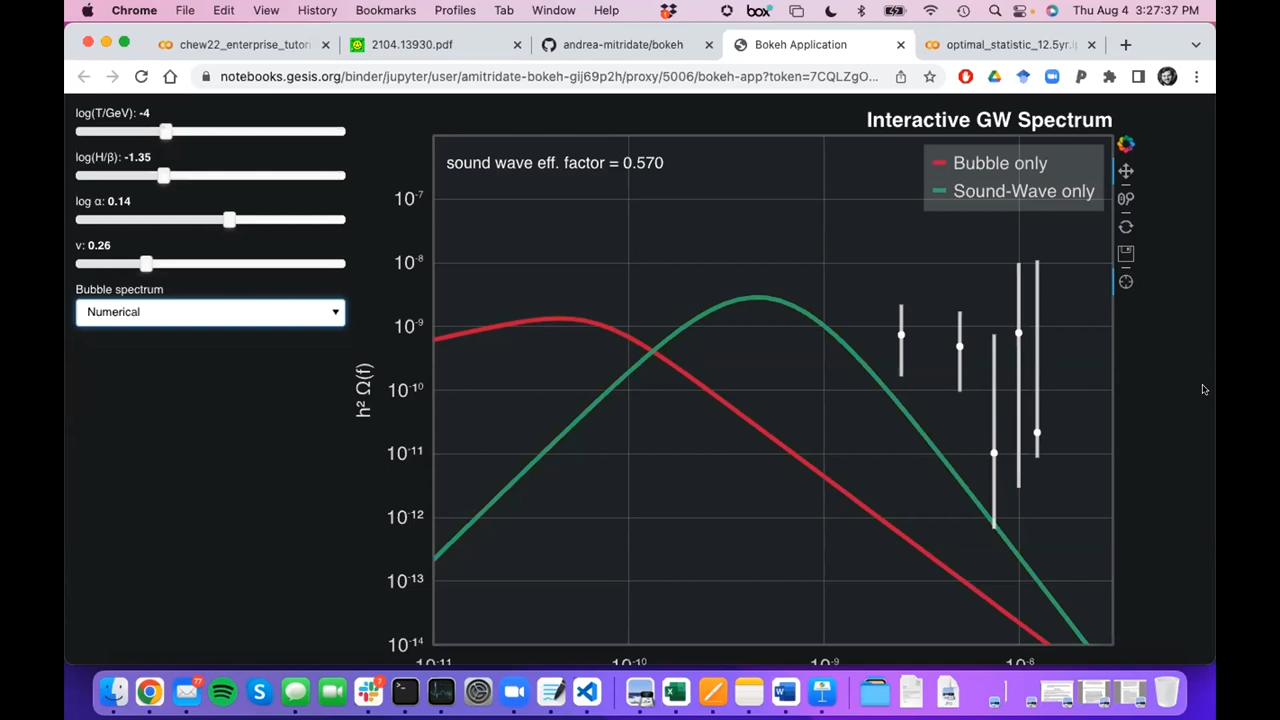 Chrome File Edit View History Bookmarks Profiles Tab Window Help box Thu Aug 4 3:27:37 PM
chew22_enterprise_tutor 2104.13930.pdf andrea-mitridate/bokeh Bokeh Application optimal_statistic_12.5yr.i
notebooks.gesis.org/binder/jupyter/user/amitridate-bokeh-gij69p2h/proxy/5006/bokeh-app?token=7CQLZgO...
log(T/GeV): -4
log(H/β): -1.35
log α: 0.14
v: 0.26
Bubble spectrum
Numerical
Interactive GW Spectrum
sound wave eff. factor = 0.570
Bubble only
Sound-Wave only
h² Ω(f)
10⁻⁷
10⁻⁸
10⁻⁹
10⁻¹⁰
10⁻¹¹
10⁻¹²
10⁻¹³
10⁻¹⁴
10⁻¹¹ 10⁻¹⁰ 10⁻⁹ 10⁻⁸
77
7